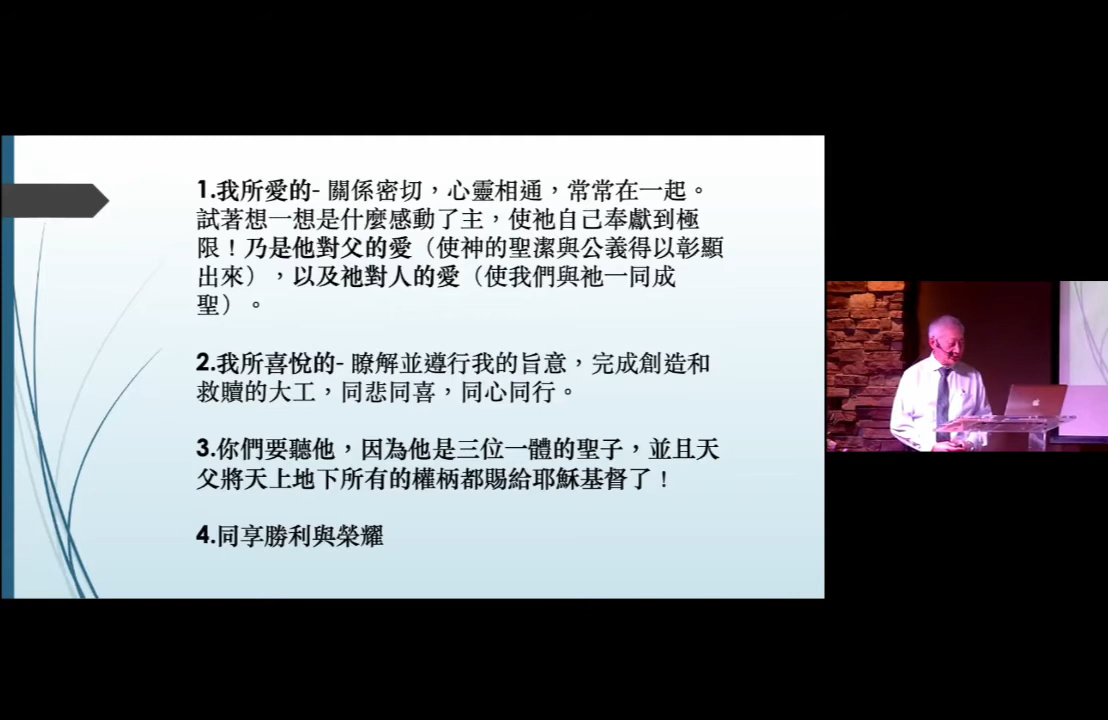 1.我所愛的- 關係密切，心靈相通，常常在一起。
試著想一想是什麼感動了主，使祂自己奉獻到極
限！乃是他對父的愛（使神的聖潔與公義得以彰顯
出來），以及祂對人的愛（使我們與祂一同成
聖）。
2.我所喜悅的- 瞭解並遵行我的旨意，完成創造和
救贖的大工，同悲同喜，同心同行。
3.你們要聽他，因為他是三位一體的聖子，並且天
父將天上地下所有的權柄都賜給耶穌基督了！
4.同享勝利與榮耀